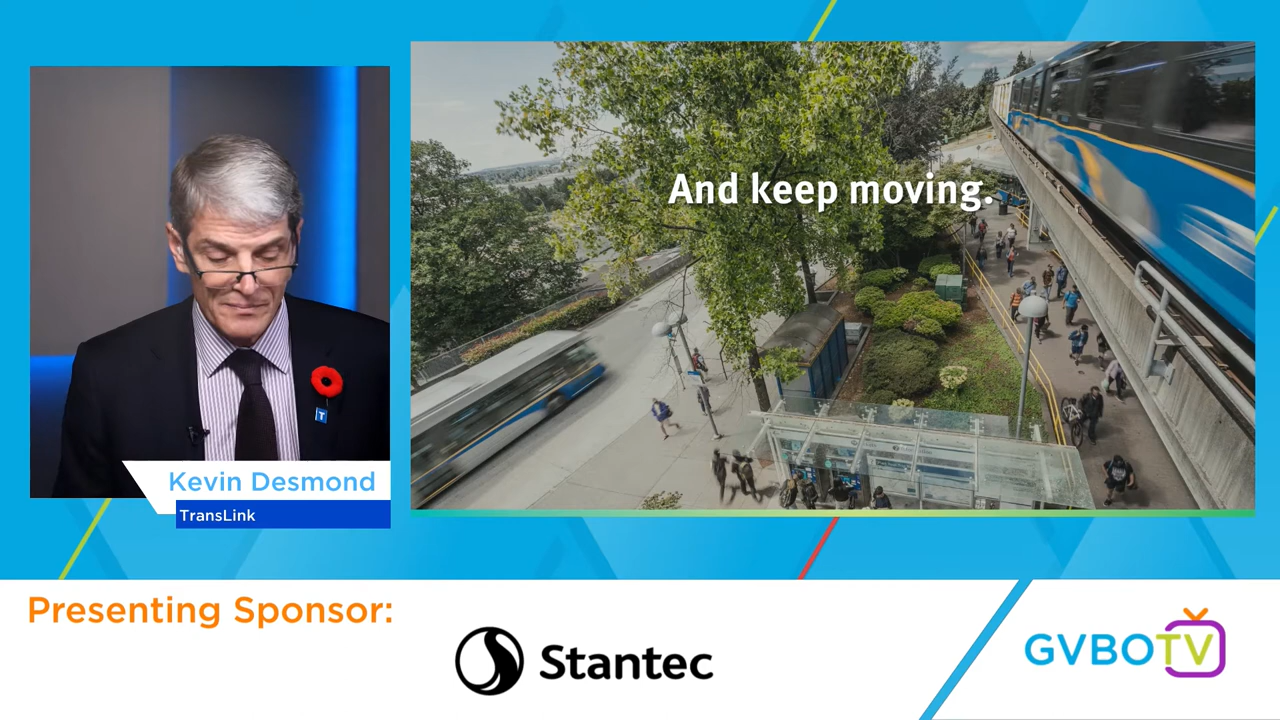 And keep moving.
Kevin Desmond
TransLink
T
Presenting Sponsor:
Stantec
GVBOTV